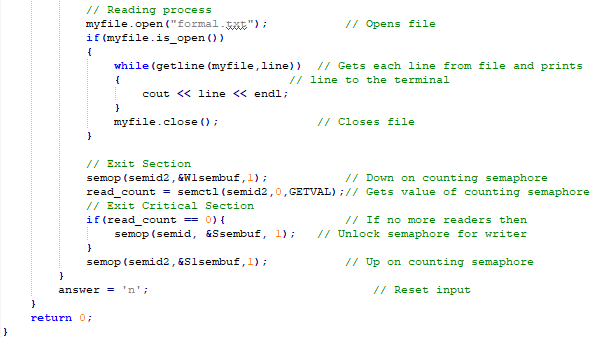 // Reading process
myfile.open("formal.txt"); // Opens file
if(myfile.is_open())
{
while(getline(myfile,line)) // Gets each line from file and prints
{ // line to the terminal
cout << line << endl;
}
myfile.close(); // Closes file
}
// Exit Section
semop(semid2,&W1sembuf,1); // Down on counting semaphore
read_count = semctl(semid2,0,GETVAL);// Gets value of counting semaphore
// Exit Critical Section
if(read_count == 0){ // If no more readers then
semop(semid, &Ssembuf, 1); // Unlock semaphore for writer
}
semop(semid2,&S1sembuf,1); // Up on counting semaphore
}
answer = 'n'; // Reset input
}
return 0;
}